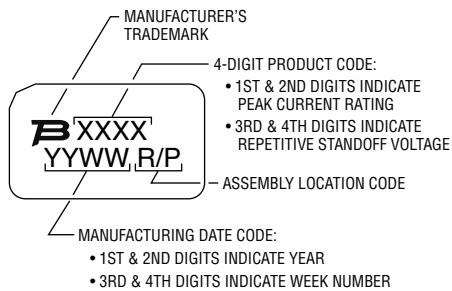 MANUFACTURER'S
TRADEMARK
4-DIGIT PRODUCT CODE:
• 1ST & 2ND DIGITS INDICATE
PEAK CURRENT RATING
• 3RD & 4TH DIGITS INDICATE
REPETITIVE STANDOFF VOLTAGE
B XXXX
YYWW R/P
ASSEMBLY LOCATION CODE
MANUFACTURING DATE CODE:
• 1ST & 2ND DIGITS INDICATE YEAR
• 3RD & 4TH DIGITS INDICATE WEEK NUMBER